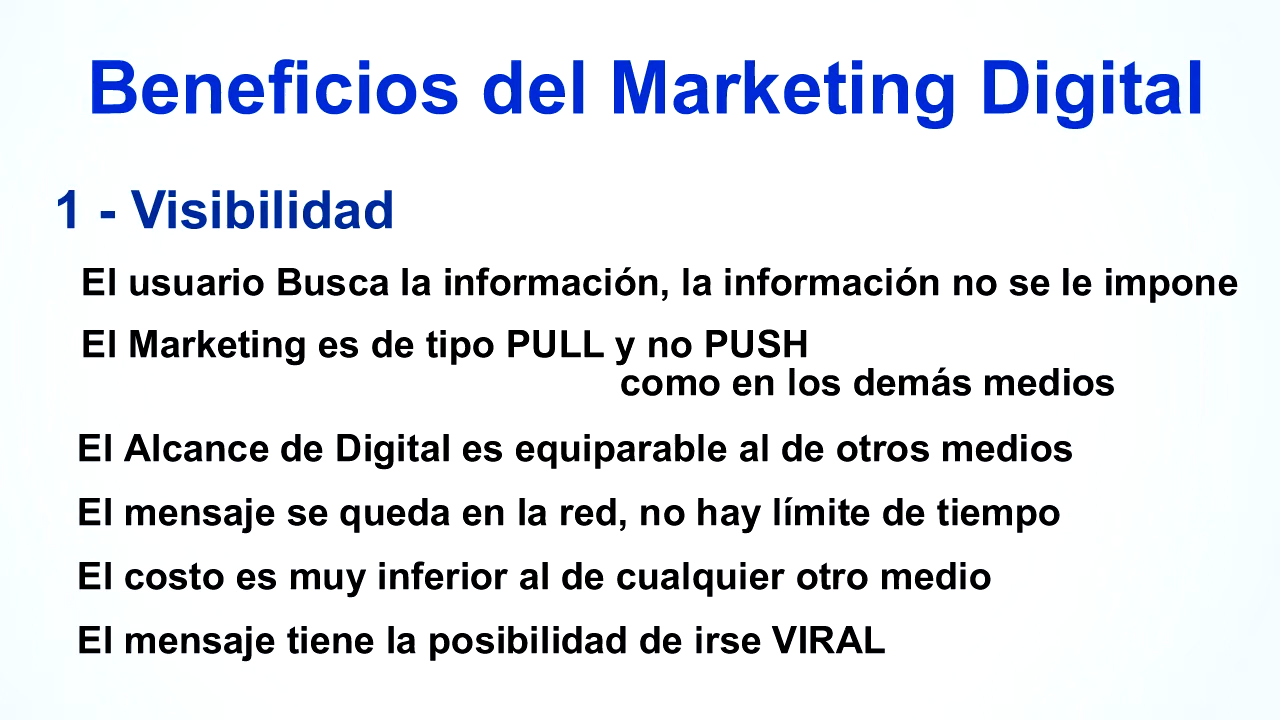 Beneficios del Marketing Digital
1 - Visibilidad
El usuario Busca la información, la información no se le impone
El Marketing es de tipo PULL y no PUSH
como en los demás medios
El Alcance de Digital es equiparable al de otros medios
El mensaje se queda en la red, no hay límite de tiempo
El costo es muy inferior al de cualquier otro medio
El mensaje tiene la posibilidad de irse VIRAL